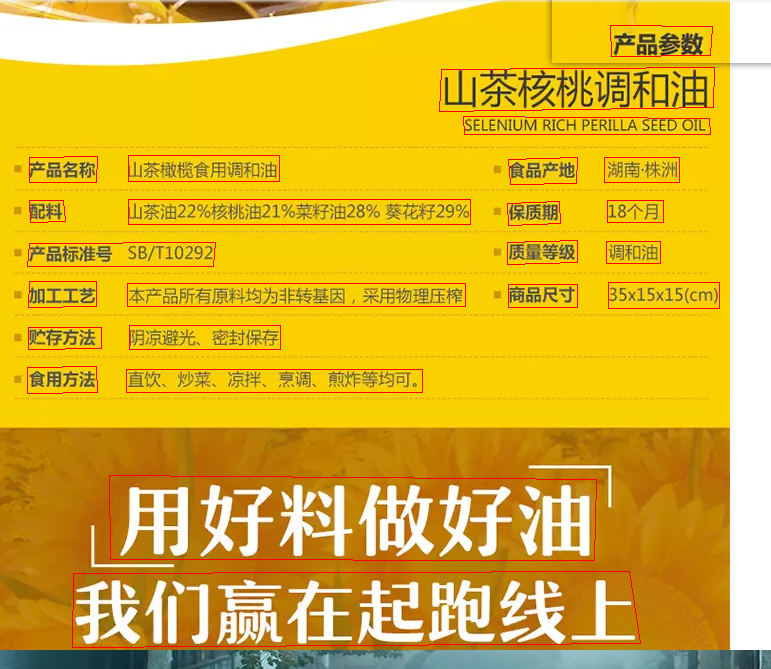 产品参数
山茶核桃调和油
SELENIUM RICH PERILLA SEED OIL
产品名称 山茶橄榄食用调和油 食品产地 湖南·株洲
配料 山茶油22%核桃油21%菜籽油28% 葵花籽29% 保质期 18个月
产品标准号 SB/T10292 质量等级 调和油
加工工艺 本产品所有原料均为非转基因，采用物理压榨 商品尺寸 35x15x15(cm)
贮存方法 阴凉避光、密封保存
食用方法 直饮、炒菜、凉拌、烹调、煎炸等均可。
用好料做好油
我们赢在起跑线上